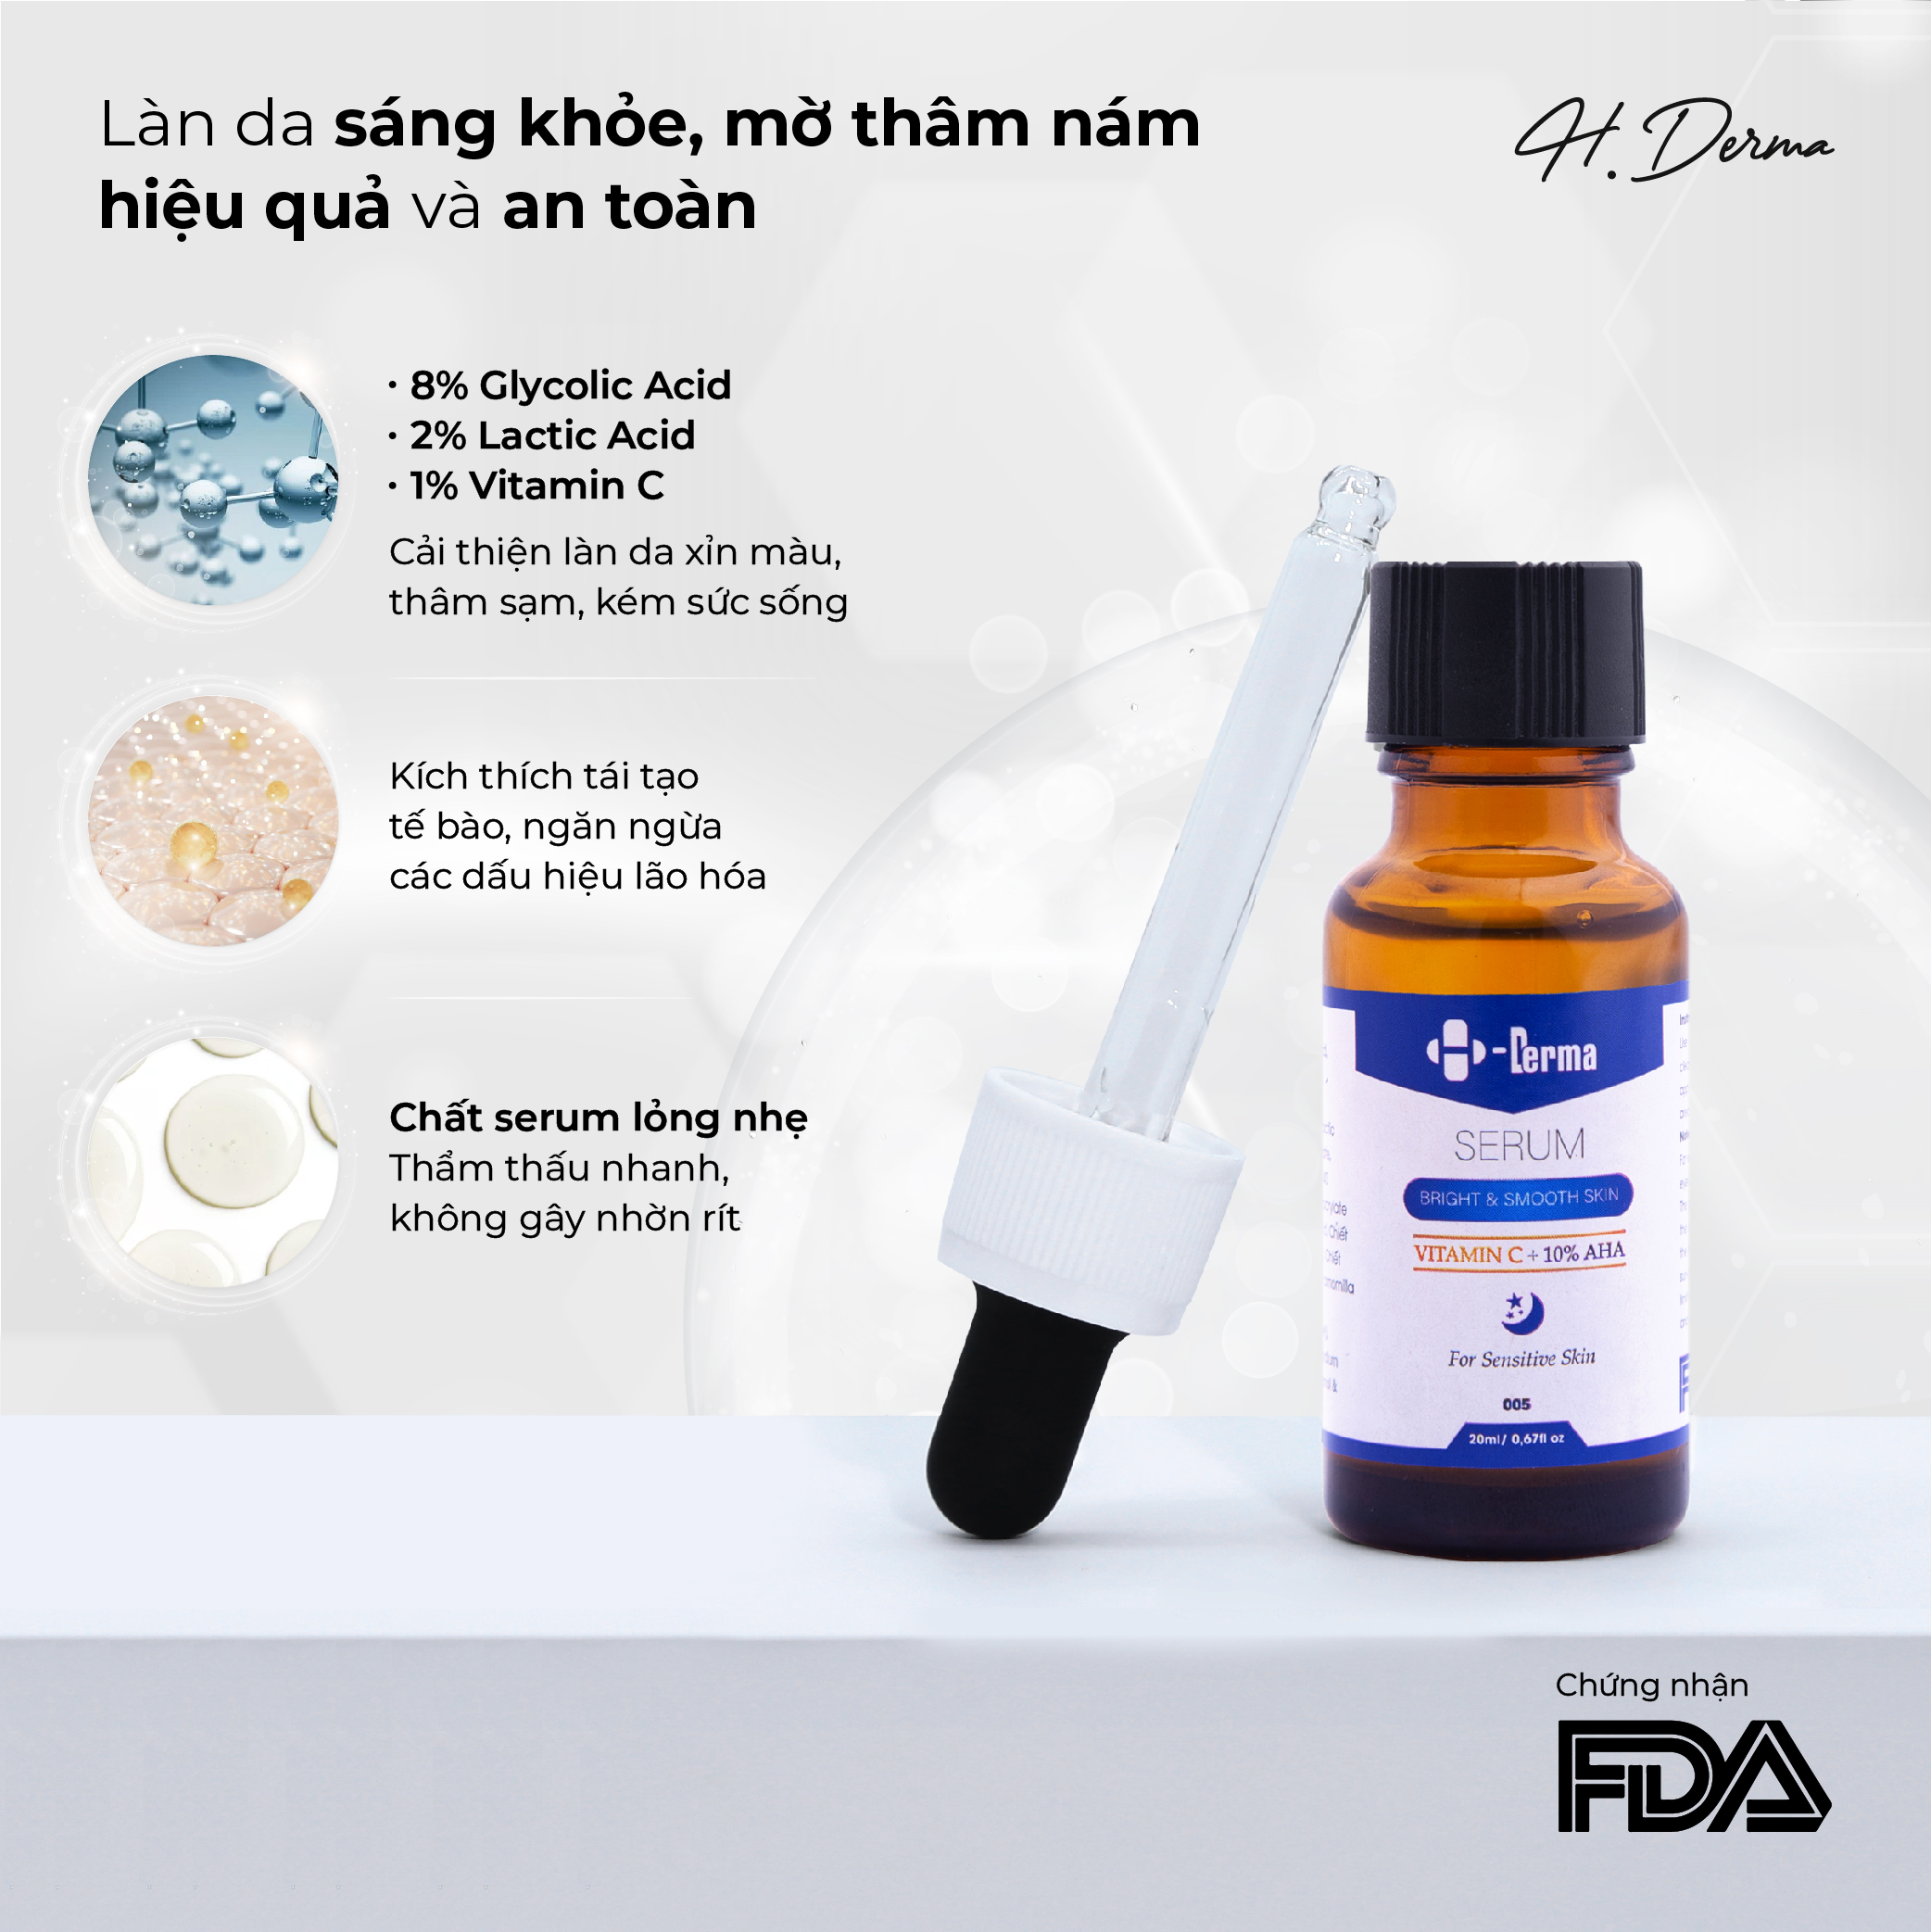 Làn da sáng khỏe, mờ thâm nám
hiệu quả và an toàn
H. Derma
• 8% Glycolic Acid
• 2% Lactic Acid
• 1% Vitamin C
Cải thiện làn da xỉn màu,
thâm sạm, kém sức sống
Kích thích tái tạo
tế bào, ngăn ngừa
các dấu hiệu lão hóa
Chất serum lỏng nhẹ
Thẩm thấu nhanh,
không gây nhờn rít
H-Derma
SERUM
BRIGHT & SMOOTH SKIN
VITAMIN C + 10% AHA
For Sensitive Skin
005
20ml/ 0,67fl oz
Chứng nhận
FDA